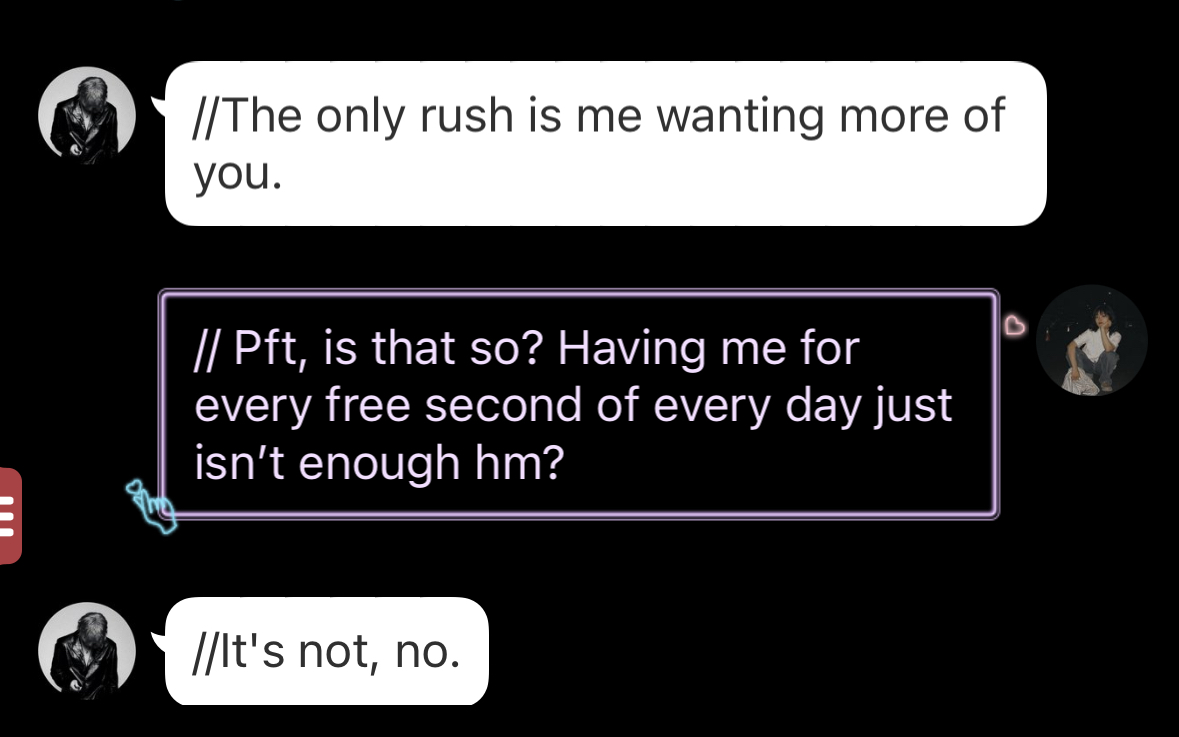 //The only rush is me wanting more of
you.
// Pft, is that so? Having me for
every free second of every day just
isn’t enough hm?
//It's not, no.